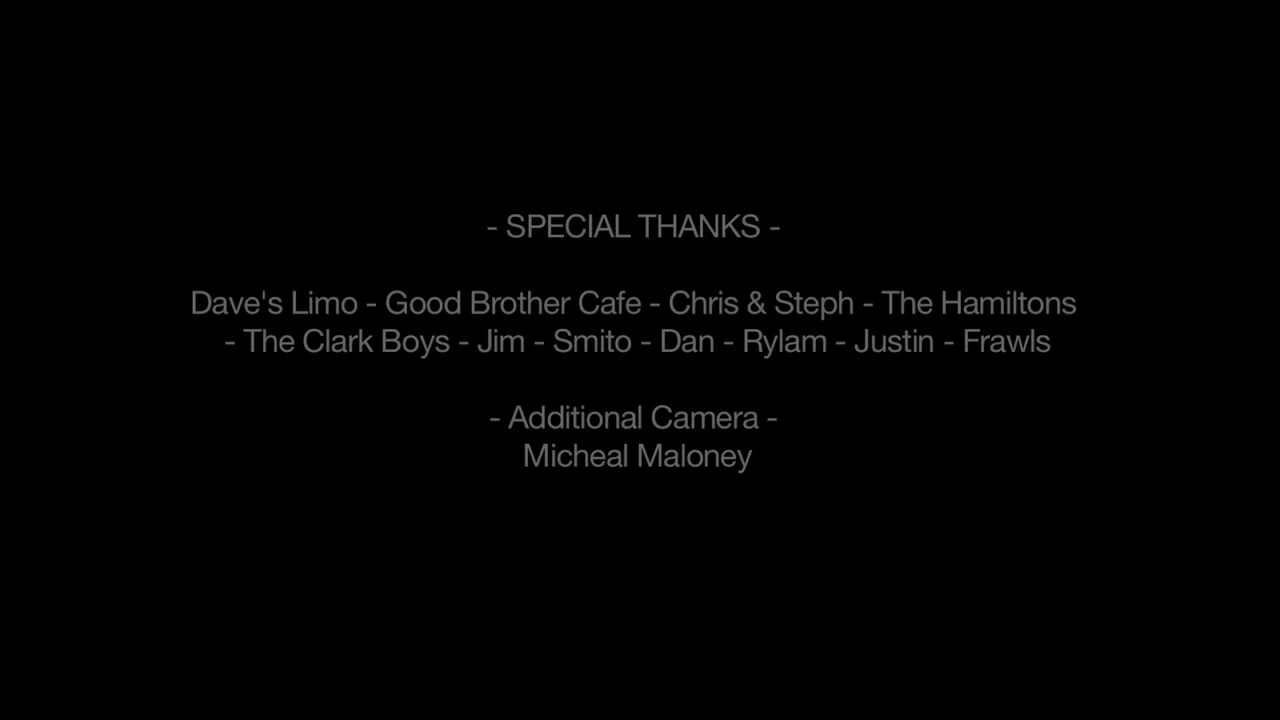 - SPECIAL THANKS -
Dave's Limo - Good Brother Cafe - Chris & Steph - The Hamiltons
- The Clark Boys - Jim - Smito - Dan - Rylam - Justin - Frawls
- Additional Camera -
Micheal Maloney